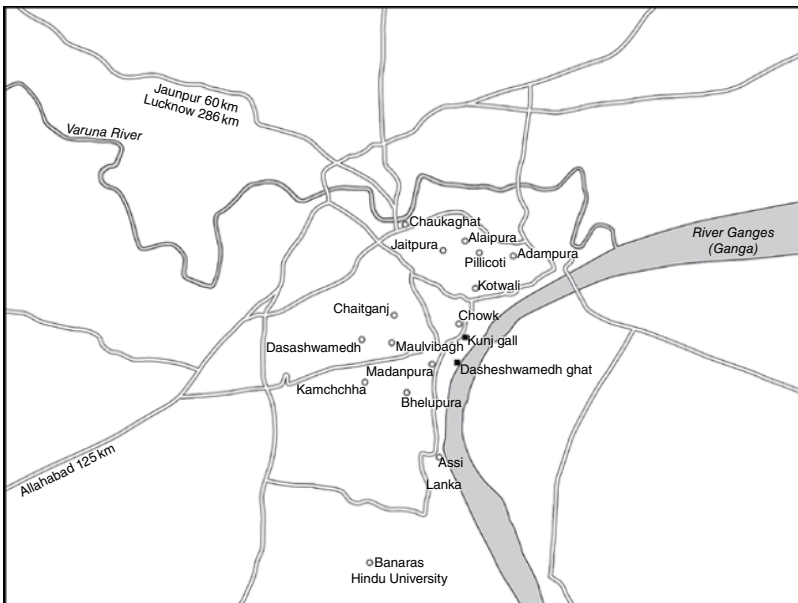 Jaunpur 60 km
Lucknow 286 km
Varuna River
Chaukaghat
Alaipura
Jaitpura
Pillicoti
Adampura
River Ganges
(Ganga)
Kotwali
Chaitganj
Chowk
Dasashwamedh
Maulvibagh
Kunj gall
Madanpura
Dasheshwamedh ghat
Kamchchha
Bhelupura
Allahabad 125 km
Assi
Lanka
Banaras
Hindu University